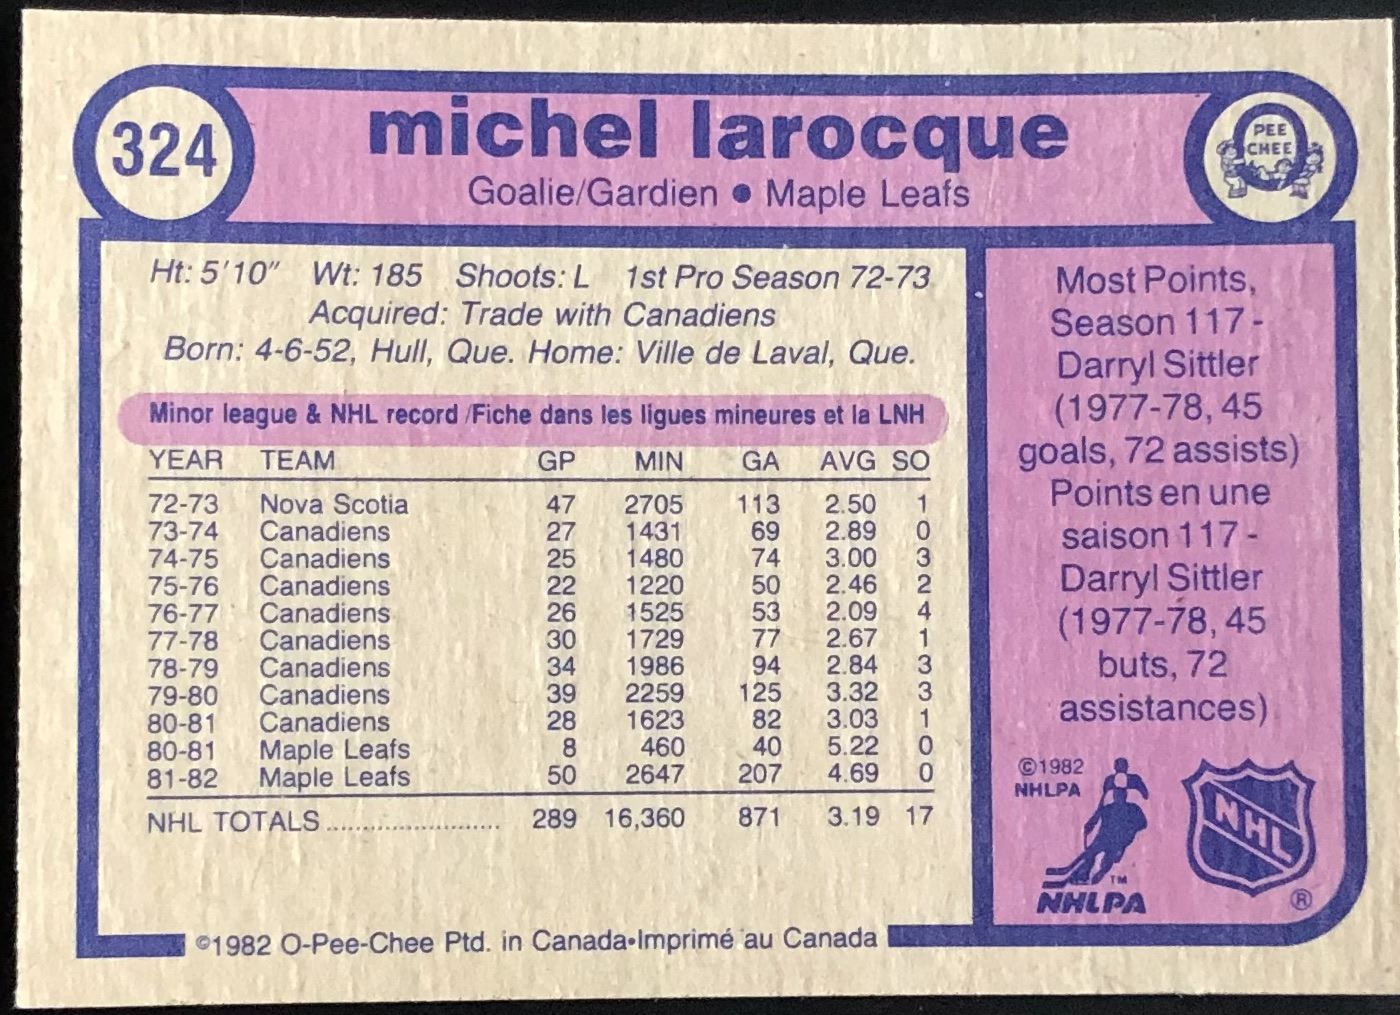 324
michel larocque
Goalie/Gardien ● Maple Leafs
PEE
CHEE
Ht: 5'10" Wt: 185 Shoots: L 1st Pro Season 72-73
Acquired: Trade with Canadiens
Born: 4-6-52, Hull, Que. Home: Ville de Laval, Que.
Minor league & NHL record /Fiche dans les ligues mineures et la LNH
YEAR TEAM GP MIN GA AVG SO
72-73 Nova Scotia 47 2705 113 2.50 1
73-74 Canadiens 27 1431 69 2.89 0
74-75 Canadiens 25 1480 74 3.00 3
75-76 Canadiens 22 1220 50 2.46 2
76-77 Canadiens 26 1525 53 2.09 4
77-78 Canadiens 30 1729 77 2.67 1
78-79 Canadiens 34 1986 94 2.84 3
79-80 Canadiens 39 2259 125 3.32 3
80-81 Canadiens 28 1623 82 3.03 1
80-81 Maple Leafs 8 460 40 5.22 0
81-82 Maple Leafs 50 2647 207 4.69 0
NHL TOTALS ........................ 289 16,360 871 3.19 17
Most Points,
Season 117 -
Darryl Sittler
(1977-78, 45
goals, 72 assists)
Points en une
saison 117 -
Darryl Sittler
(1977-78, 45
buts, 72
assistances)
©1982
NHLPA
TM
NHLPA
NHL
®
©1982 O-Pee-Chee Ptd. in Canada•Imprimé au Canada